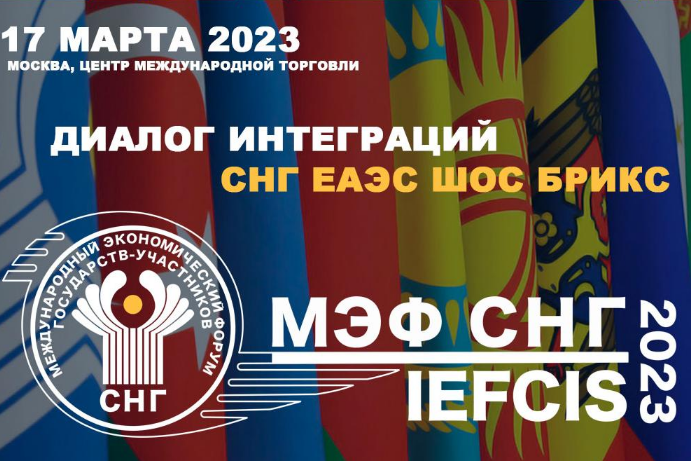 17 МАРТА 2023
МОСКВА, ЦЕНТР МЕЖДУНАРОДНОЙ ТОРГОВЛИ
ДИАЛОГ ИНТЕГРАЦИЙ
СНГ ЕАЭС ШОС БРИКС
МЕЖДУНАРОДНЫЙ ЭКОНОМИЧЕСКИЙ ФОРУМ
ГОСУДАРСТВ-УЧАСТНИКОВ
СНГ
МЭФ СНГ
IEFCIS
2023